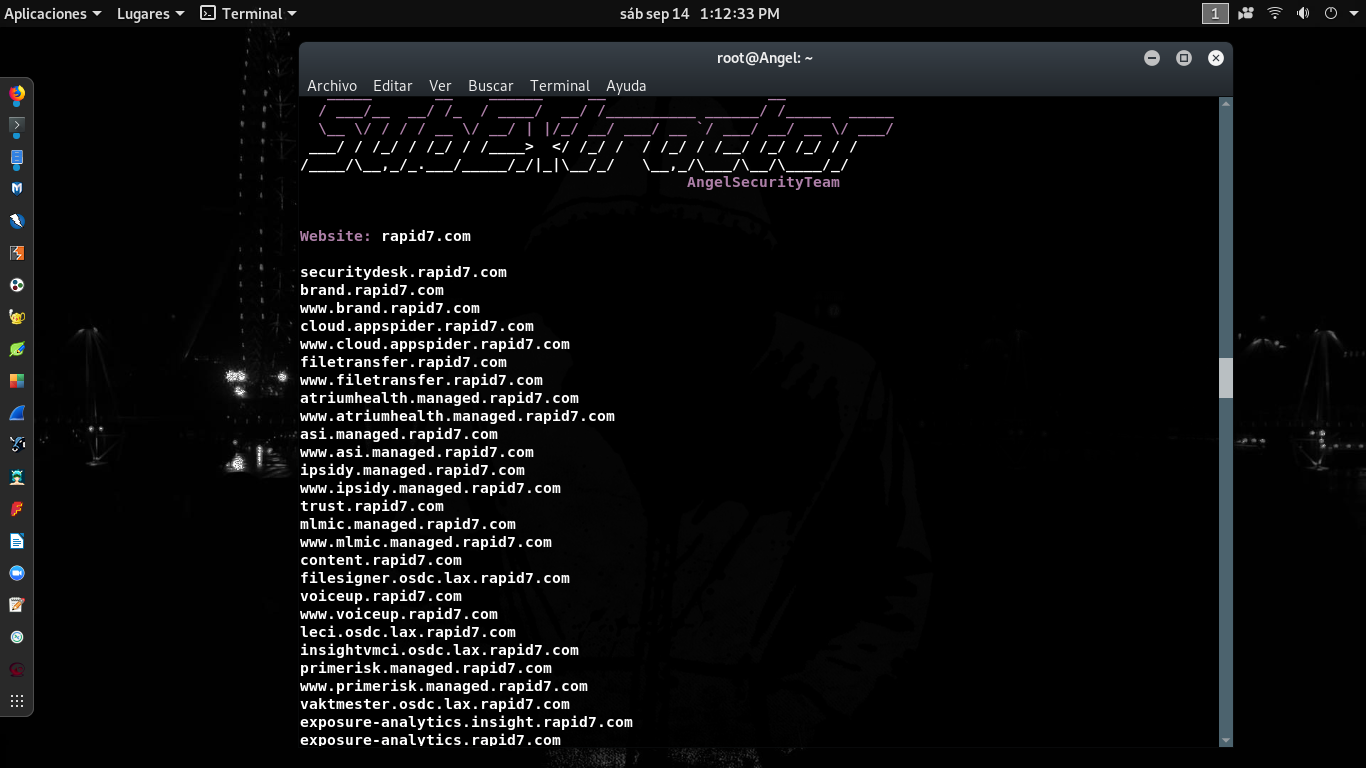 Aplicaciones Lugares Terminal sáb sep 14 1:12:33 PM 1
root@Angel: ~
Archivo Editar Ver Buscar Terminal Ayuda
SubExtractor
AngelSecurityTeam
Website: rapid7.com
securitydesk.rapid7.com
brand.rapid7.com
www.brand.rapid7.com
cloud.appspider.rapid7.com
www.cloud.appspider.rapid7.com
filetransfer.rapid7.com
www.filetransfer.rapid7.com
atriumhealth.managed.rapid7.com
www.atriumhealth.managed.rapid7.com
asi.managed.rapid7.com
www.asi.managed.rapid7.com
ipsidy.managed.rapid7.com
www.ipsidy.managed.rapid7.com
trust.rapid7.com
mlmic.managed.rapid7.com
www.mlmic.managed.rapid7.com
content.rapid7.com
filesigner.osdc.lax.rapid7.com
voiceup.rapid7.com
www.voiceup.rapid7.com
leci.osdc.lax.rapid7.com
insightvmci.osdc.lax.rapid7.com
primerisk.managed.rapid7.com
www.primerisk.managed.rapid7.com
vaktmester.osdc.lax.rapid7.com
exposure-analytics.insight.rapid7.com
exposure-analytics.rapid7.com